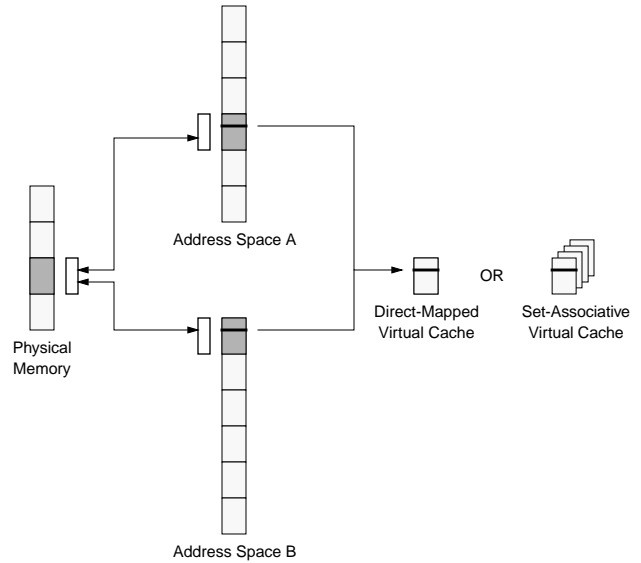 Address Space A
OR
Direct-Mapped
Virtual Cache
Set-Associative
Virtual Cache
Physical
Memory
Address Space B